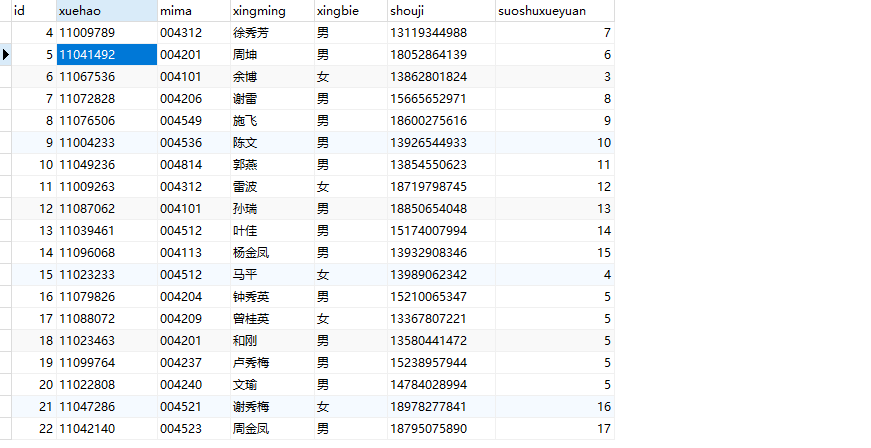 id xuehao mima xingming xingbie shouji suoshuxueyuan
4 11009789 004312 徐秀芳 男 13119344988 7
5 11041492 004201 周坤 男 18052864139 6
6 11067536 004101 余博 女 13862801824 3
7 11072828 004206 谢雷 男 15665652971 8
8 11076506 004549 施飞 男 18600275616 9
9 11004233 004536 陈文 男 13926544933 10
10 11049236 004814 郭燕 男 13854550623 11
11 11009263 004312 雷波 女 18719798745 12
12 11087062 004101 孙瑞 男 18850654048 13
13 11039461 004512 叶佳 男 15174007994 14
14 11096068 004113 杨金凤 男 13932908346 15
15 11023233 004512 马平 女 13989062342 4
16 11079826 004204 钟秀英 男 15210065347 5
17 11088072 004209 曾桂英 女 13367807221 5
18 11023463 004201 和刚 男 13580441472 5
19 11099764 004237 卢秀梅 男 15238957944 5
20 11022808 004240 文瑜 男 14784028994 5
21 11047286 004521 谢秀梅 女 18978277841 16
22 11042140 004523 周金凤 男 18795075890 17